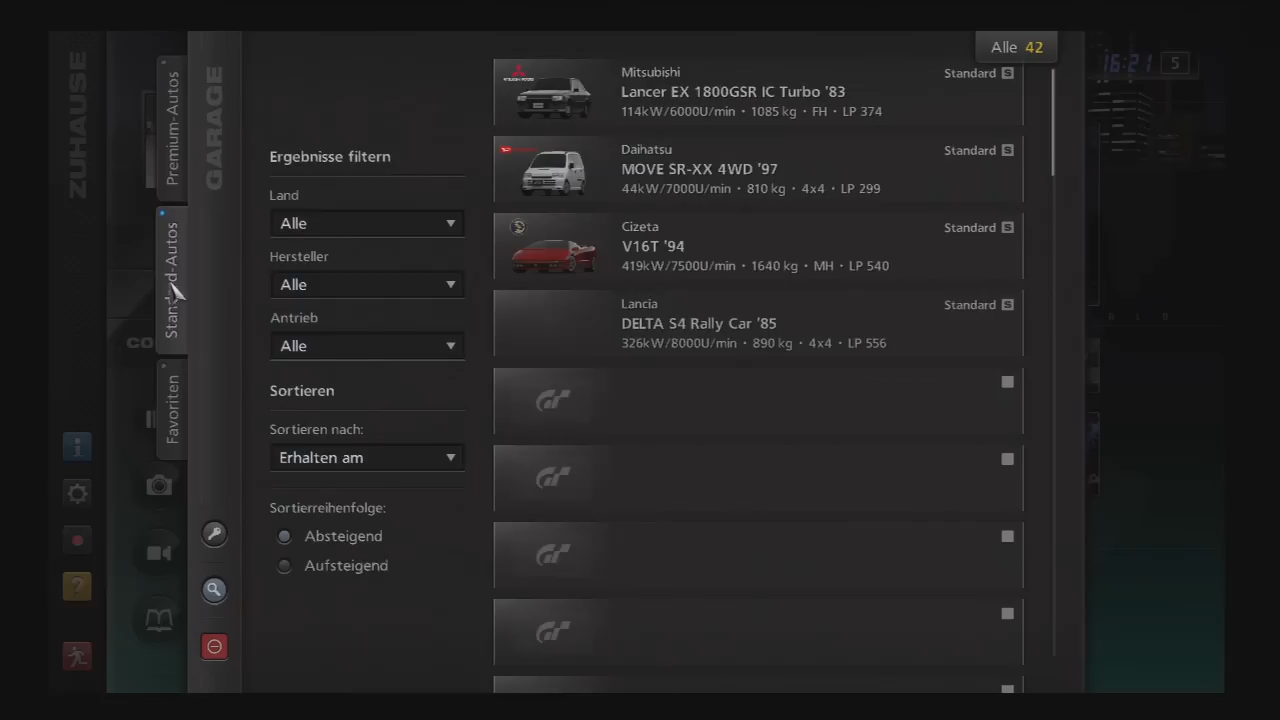 ZUHAUSE
Premium-Autos
Standard-Autos
Favoriten
GARAGE
Alle 42
16:21 5
Ergebnisse filtern
Land
Alle
Hersteller
Alle
Antrieb
Alle
Sortieren
Sortieren nach:
Erhalten am
Sortierreihenfolge:
Absteigend
Aufsteigend
Mitsubishi
Standard S
Lancer EX 1800GSR IC Turbo '83
114kW/6000U/min • 1085 kg • FH • LP 374
Daihatsu
Standard S
MOVE SR-XX 4WD '97
44kW/7000U/min • 810 kg • 4x4 • LP 299
Cizeta
Standard S
V16T '94
419kW/7500U/min • 1640 kg • MH • LP 540
Lancia
Standard S
DELTA S4 Rally Car '85
326kW/8000U/min • 890 kg • 4x4 • LP 556